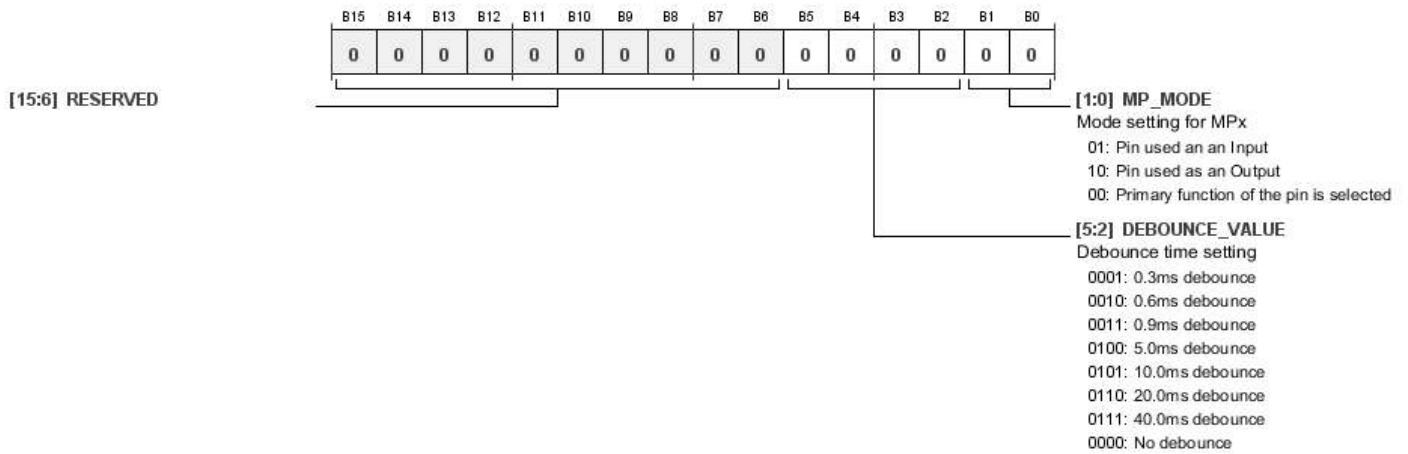 B15 B14 B13 B12 B11 B10 B9 B8 B7 B6 B5 B4 B3 B2 B1 B0
0 0 0 0 0 0 0 0 0 0 0 0 0 0 0 0
[15:6] RESERVED
[1:0] MP_MODE
Mode setting for MPx
01: Pin used an an Input
10: Pin used as an Output
00: Primary function of the pin is selected
[5:2] DEBOUNCE_VALUE
Debounce time setting
0001: 0.3ms debounce
0010: 0.6ms debounce
0011: 0.9ms debounce
0100: 5.0ms debounce
0101: 10.0ms debounce
0110: 20.0ms debounce
0111: 40.0ms debounce
0000: No debounce